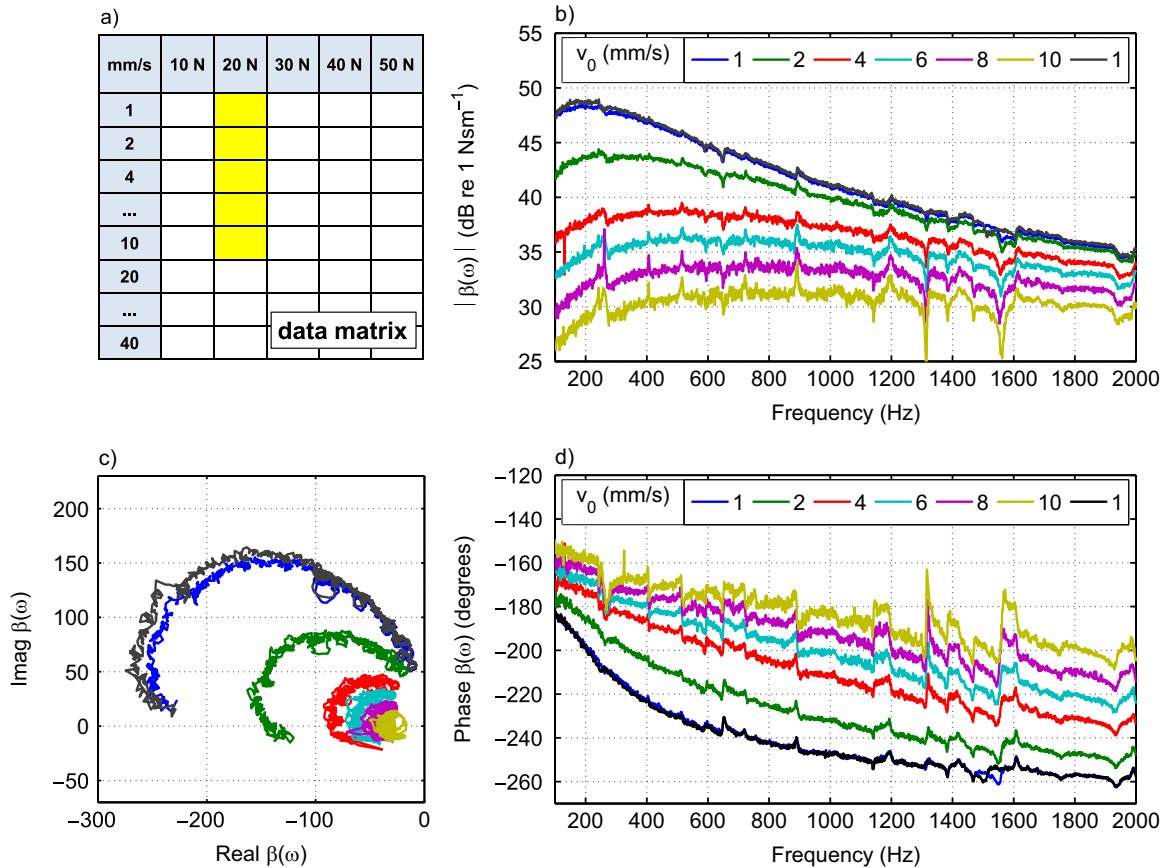 a)
mm/s 10 N 20 N 30 N 40 N 50 N
1
2
4
...
10
20
...
40
data matrix
b)
v0 (mm/s) 1 2 4 6 8 10 1
55
50
45
40
35
30
25
| β(ω) | (dB re 1 Nsm−1)
200 400 600 800 1000 1200 1400 1600 1800 2000
Frequency (Hz)
c)
200
150
100
50
0
−50
Imag β(ω)
−300 −200 −100 0
Real β(ω)
d)
v0 (mm/s) 1 2 4 6 8 10 1
−120
−140
−160
−180
−200
−220
−240
−260
Phase β(ω) (degrees)
200 400 600 800 1000 1200 1400 1600 1800 2000
Frequency (Hz)